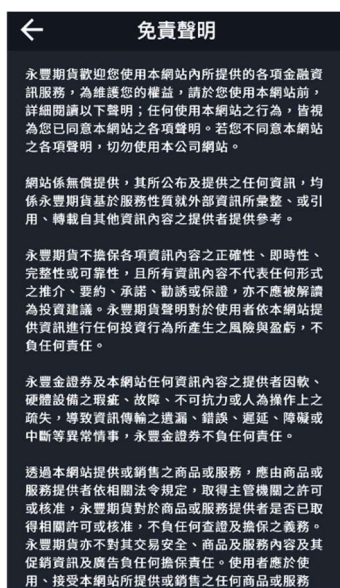 免責聲明
永豐期貨歡迎您使用本網站內所提供的各項金融資
訊服務，為維護您的權益，請於您使用本網站前，
詳細閱讀以下聲明；任何使用本網站之行為，皆視
為您已同意本網站之各項聲明。若您不同意本網站
之各項聲明，切勿使用本公司網站。
網站係無償提供，其所公布及提供之任何資訊，均
係永豐期貨基於服務性質就外部資訊所彙整、或引
用、轉載自其他資訊內容之提供者提供參考。
永豐期貨不擔保各項資訊內容之正確性、即時性、
完整性或可靠性，且所有資訊內容不代表任何形式
之推介、要約、承諾、勸誘或保證，亦不應被解讀
為投資建議。永豐期貨聲明對於使用者依本網站提
供資訊進行任何投資行為所產生之風險與盈虧，不
負任何責任。
永豐金證券及本網站任何資訊內容之提供者因軟、
硬體設備之瑕疵、故障、不可抗力或人為操作上之
疏失，導致資訊傳輸之遺漏、錯誤、遲延、障礙或
中斷等異常情事，永豐金證券不負任何責任。
透過本網站提供或銷售之商品或服務，應由商品或
服務提供者依相關法令規定，取得主管機關之許可
或核准，永豐期貨對於商品或服務提供者是否已取
得相關許可或核准，不負任何查證及擔保之義務。
永豐期貨亦不對其交易安全、商品及服務內容及其
促銷資訊及廣告負任何擔保責任。使用者應於使
用、接受本網站所提供或銷售之任何商品或服務